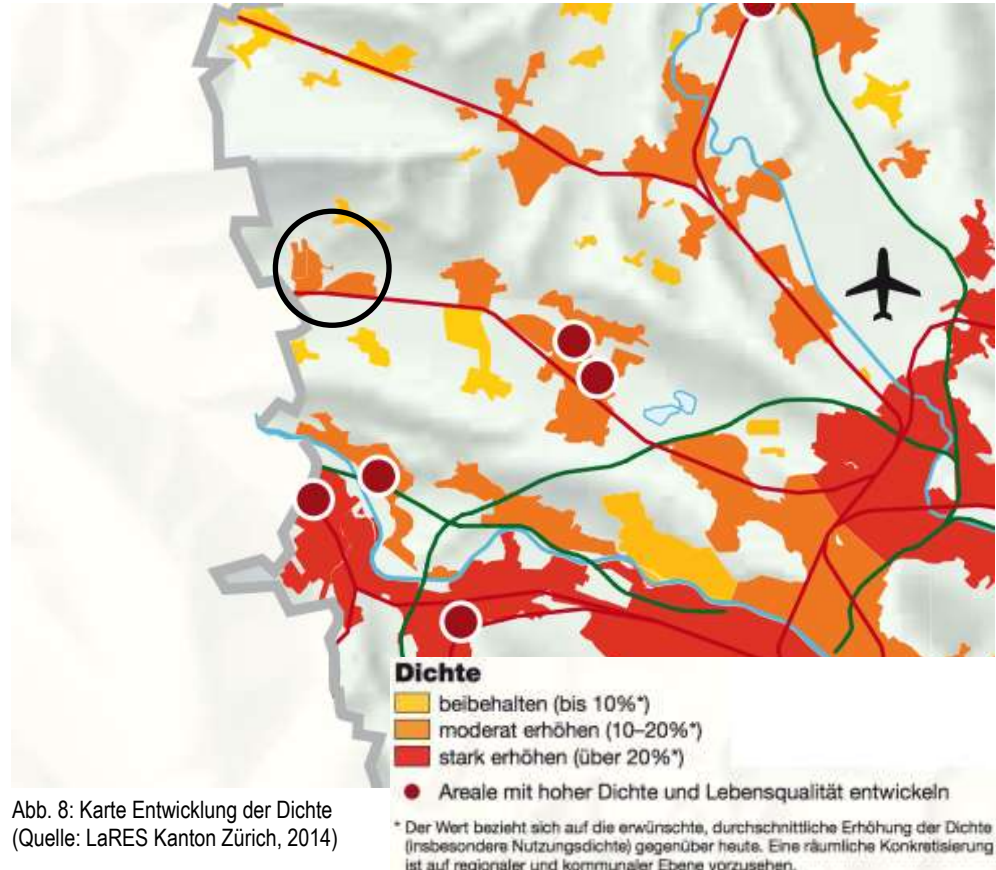 Dichte
beibehalten (bis 10%*)
moderat erhöhen (10–20%*)
stark erhöhen (über 20%*)
Areale mit hoher Dichte und Lebensqualität entwickeln
* Der Wert bezieht sich auf die erwünschte, durchschnittliche Erhöhung der Dichte
(insbesondere Nutzungsdichte) gegenüber heute. Eine räumliche Konkretisierung
ist auf regionaler und kommunaler Ebene vorzusehen.
Abb. 8: Karte Entwicklung der Dichte
(Quelle: LaRES Kanton Zürich, 2014)